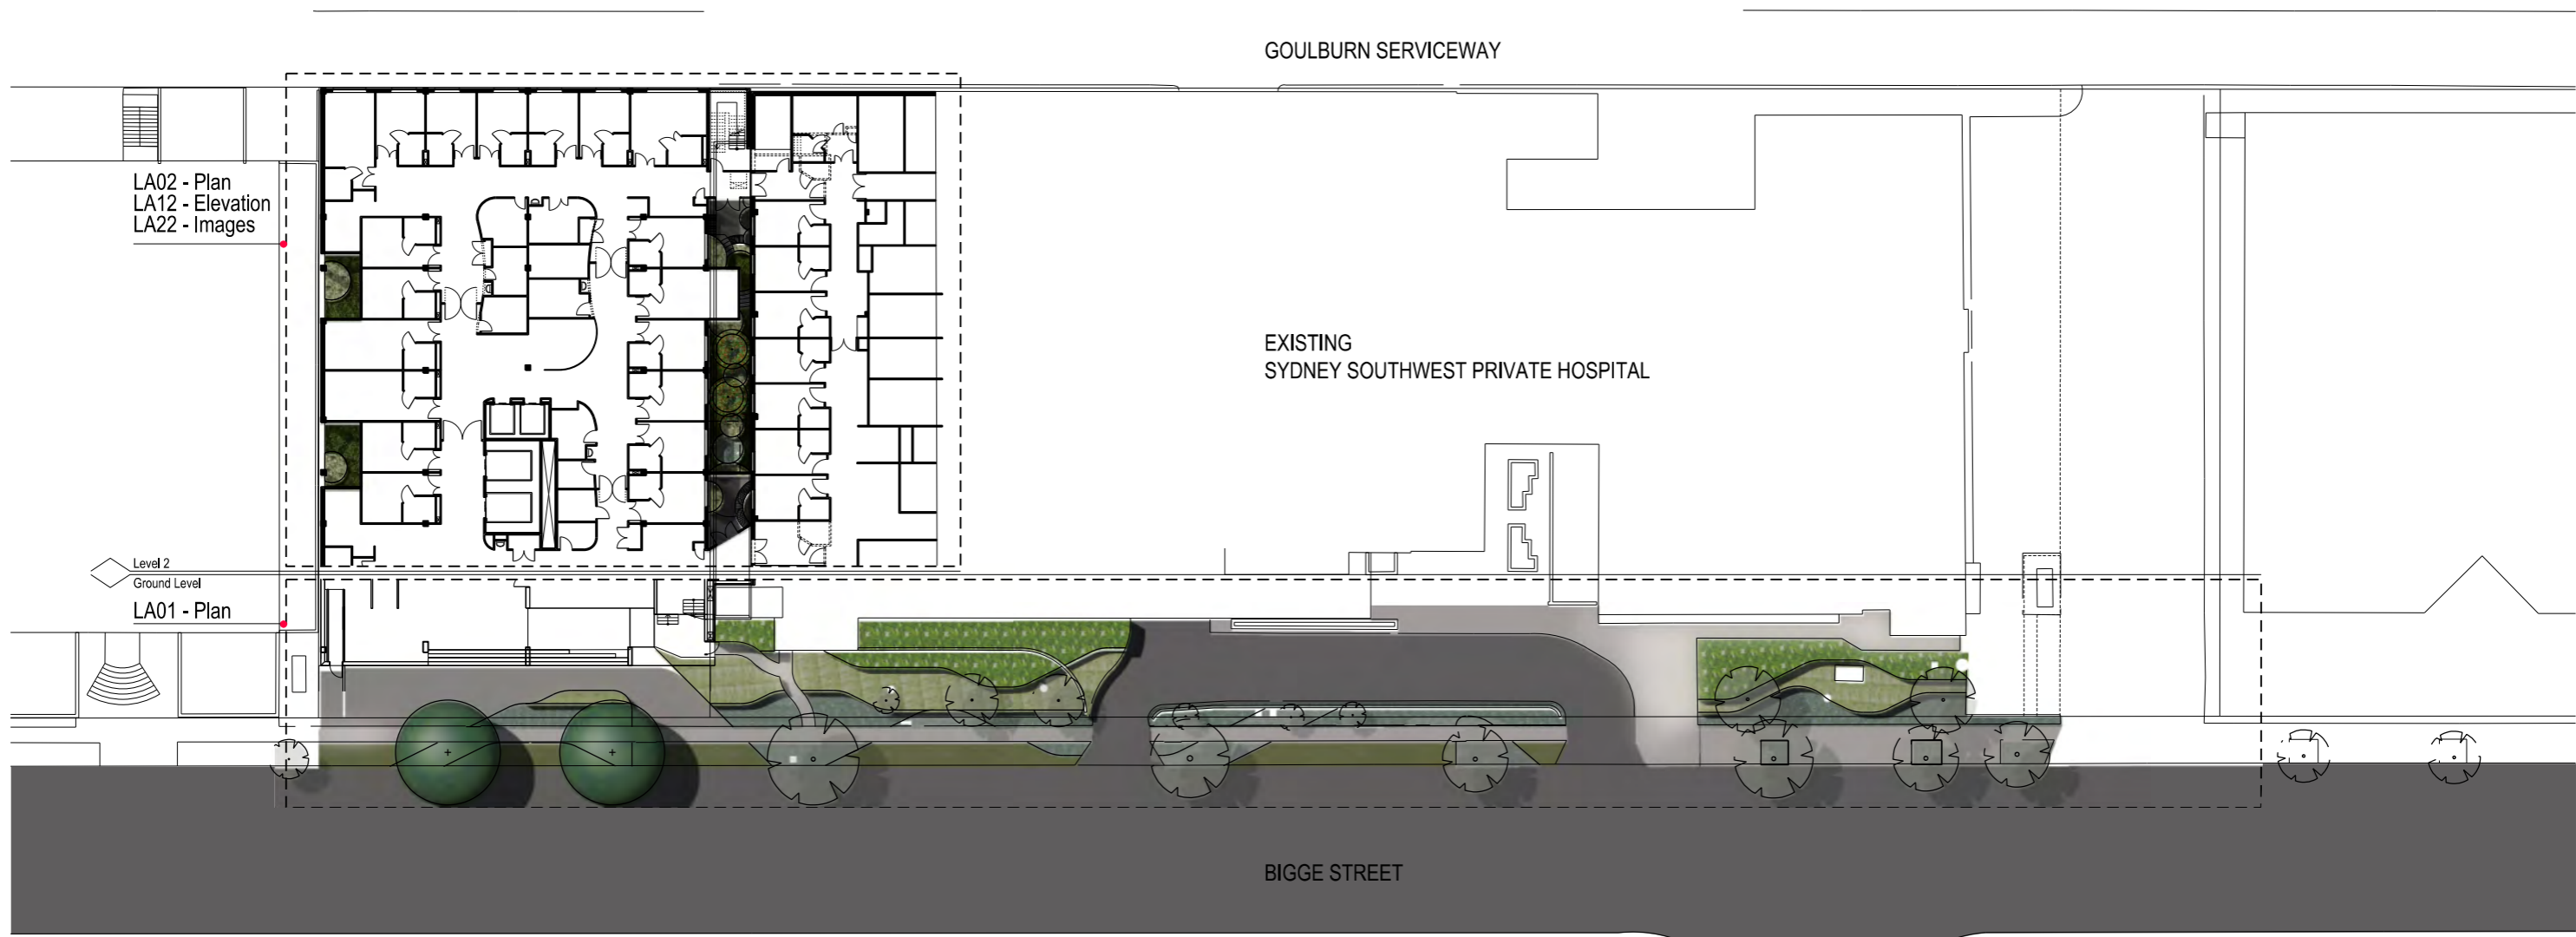 GOULBURN SERVICEWAY
LA02 - Plan
LA12 - Elevation
LA22 - Images
EXISTING
SYDNEY SOUTHWEST PRIVATE HOSPITAL
Level 2
Ground Level
LA01 - Plan
BIGGE STREET